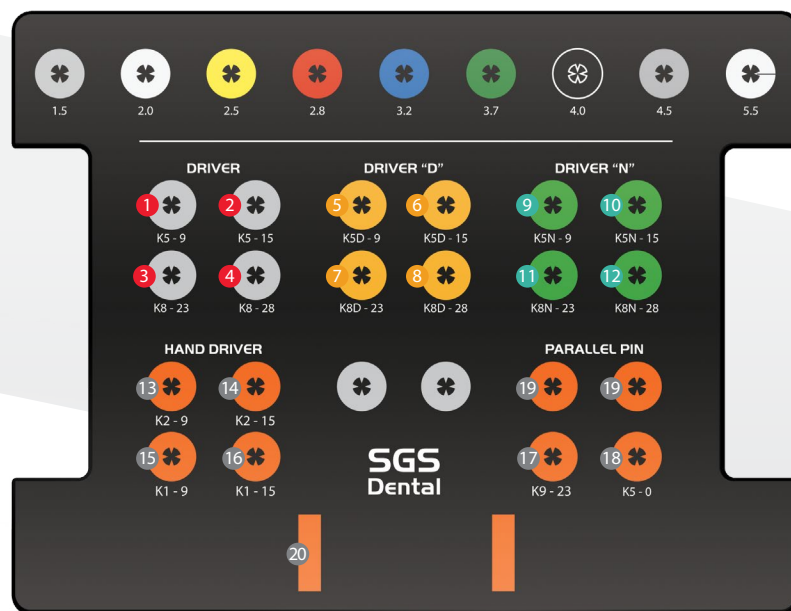 1.5 2.0 2.5 2.8 3.2 3.7 4.0 4.5 5.5
DRIVER DRIVER "D" DRIVER "N"
1 2 5 6 9 10
K5 - 9 K5 - 15 K5D - 9 K5D - 15 K5N - 9 K5N - 15
3 4 7 8 11 12
K8 - 23 K8 - 28 K8D - 23 K8D - 28 K8N - 23 K8N - 28
HAND DRIVER PARALLEL PIN
13 14 19 19
K2 - 9 K2 - 15
15 16 SGS 17 18
Dental
K1 - 9 K1 - 15 K9 - 23 K5 - 0
20